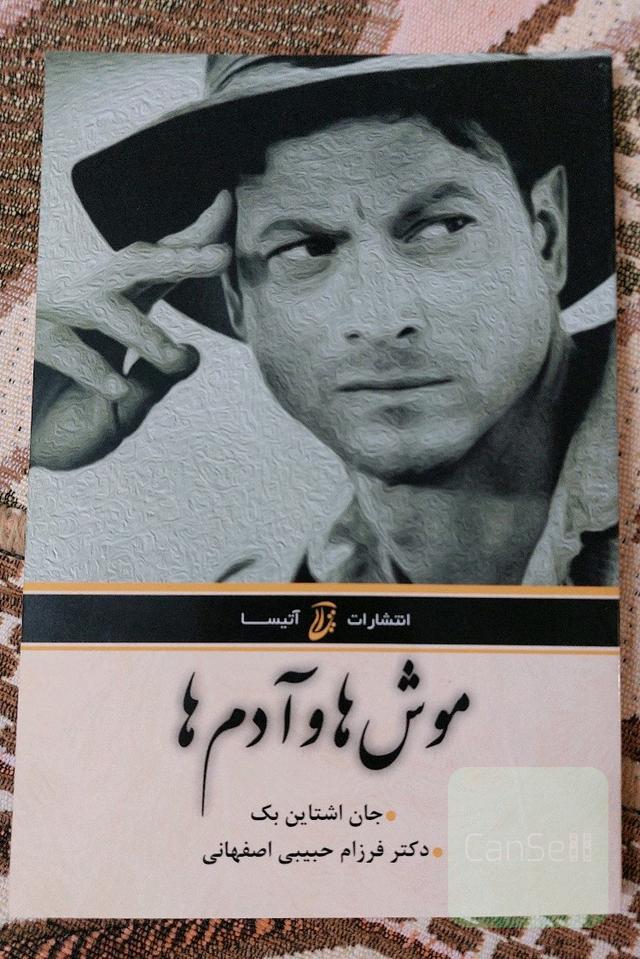 انتشارات آتیسا
موش ها و آدم ها
جان اشتاین بک
دکتر فرزام حبیبی اصفهانی
CanSell